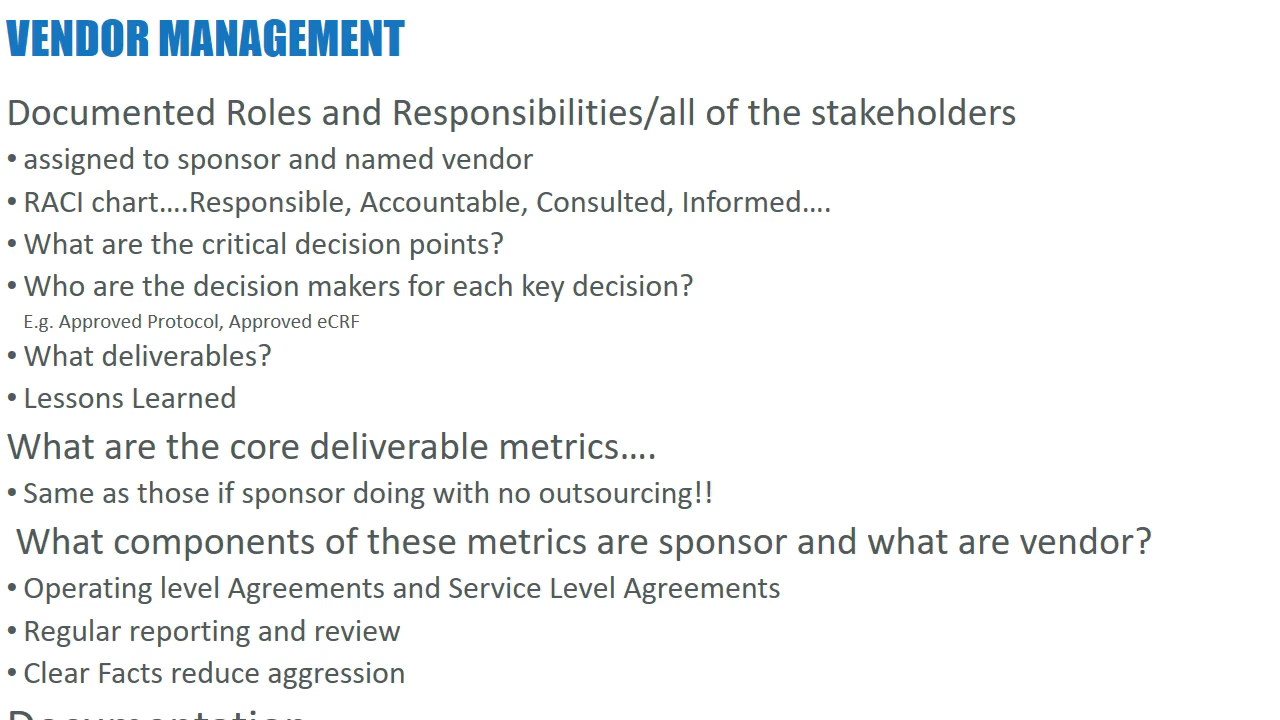 VENDOR MANAGEMENT
Documented Roles and Responsibilities/all of the stakeholders
• assigned to sponsor and named vendor
• RACI chart....Responsible, Accountable, Consulted, Informed....
• What are the critical decision points?
• Who are the decision makers for each key decision?
E.g. Approved Protocol, Approved eCRF
• What deliverables?
• Lessons Learned
What are the core deliverable metrics....
• Same as those if sponsor doing with no outsourcing!!
What components of these metrics are sponsor and what are vendor?
• Operating level Agreements and Service Level Agreements
• Regular reporting and review
• Clear Facts reduce aggression
Documentation